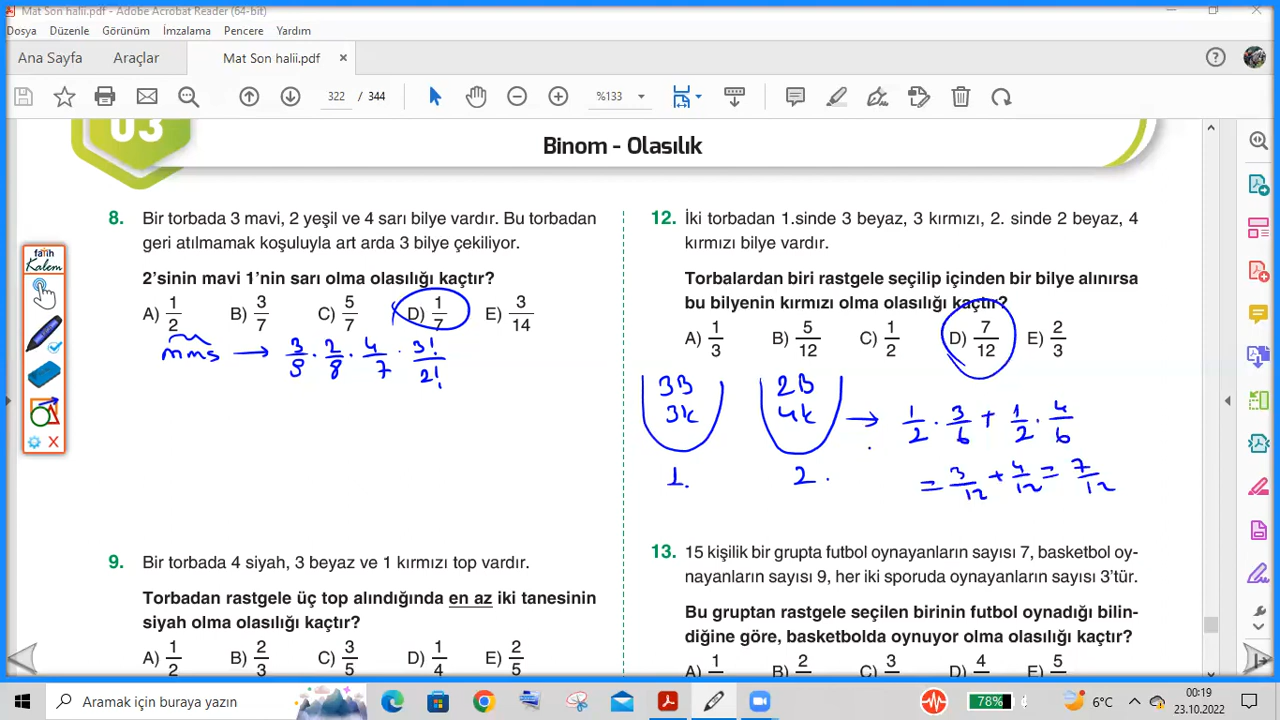 Mat Son halii.pdf - Adobe Acrobat Reader (64-bit)
Dosya Düzenle Görünüm İmzalama Pencere Yardım
Ana Sayfa Araçlar Mat Son halii.pdf ×
322 / 344 %133
03
Binom - Olasılık
8. Bir torbada 3 mavi, 2 yeşil ve 4 sarı bilye vardır. Bu torbadan
geri atılmamak koşuluyla art arda 3 bilye çekiliyor.
2'sinin mavi 1'nin sarı olma olasılığı kaçtır?
A) 1/2 B) 3/7 C) 5/7 D) 1/7 E) 3/14
mms → 3/9 · 2/8 · 4/7 · 3!/2!
9. Bir torbada 4 siyah, 3 beyaz ve 1 kırmızı top vardır.
Torbadan rastgele üç top alındığında en az iki tanesinin
siyah olma olasılığı kaçtır?
A) 1/2 B) 2/3 C) 3/5 D) 1/4 E) 2/5
12. İki torbadan 1.sinde 3 beyaz, 3 kırmızı, 2. sinde 2 beyaz, 4
kırmızı bilye vardır.
Torbalardan biri rastgele seçilip içinden bir bilye alınırsa
bu bilyenin kırmızı olma olasılığı kaçtır?
A) 1/3 B) 5/12 C) 1/2 D) 7/12 E) 2/3
3B 2B
3K 4K → 1/2 · 3/6 + 1/2 · 4/6
1. 2. = 3/12 + 4/12 = 7/12
13. 15 kişilik bir grupta futbol oynayanların sayısı 7, basketbol oy-
nayanların sayısı 9, her iki sporuda oynayanların sayısı 3'tür.
Bu gruptan rastgele seçilen birinin futbol oynadığı bilin-
diğine göre, basketbolda oynuyor olma olasılığı kaçtır?
A) 1 B) 2 C) 3 D) 4 E) 5
fatih
Kalem
Aramak için buraya yazın
78%
6°C
00:19
23.10.2022